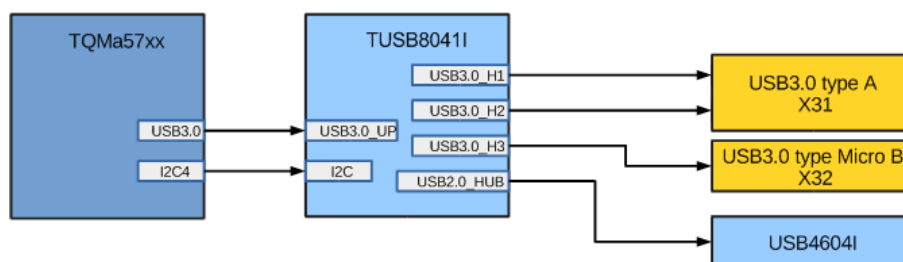 TQMa57xx
USB3.0
I2C4
TUSB8041I
USB3.0_H1
USB3.0_H2
USB3.0_UP
USB3.0_H3
I2C
USB2.0_HUB
USB3.0 type A
X31
USB3.0 type Micro B
X32
USB4604I